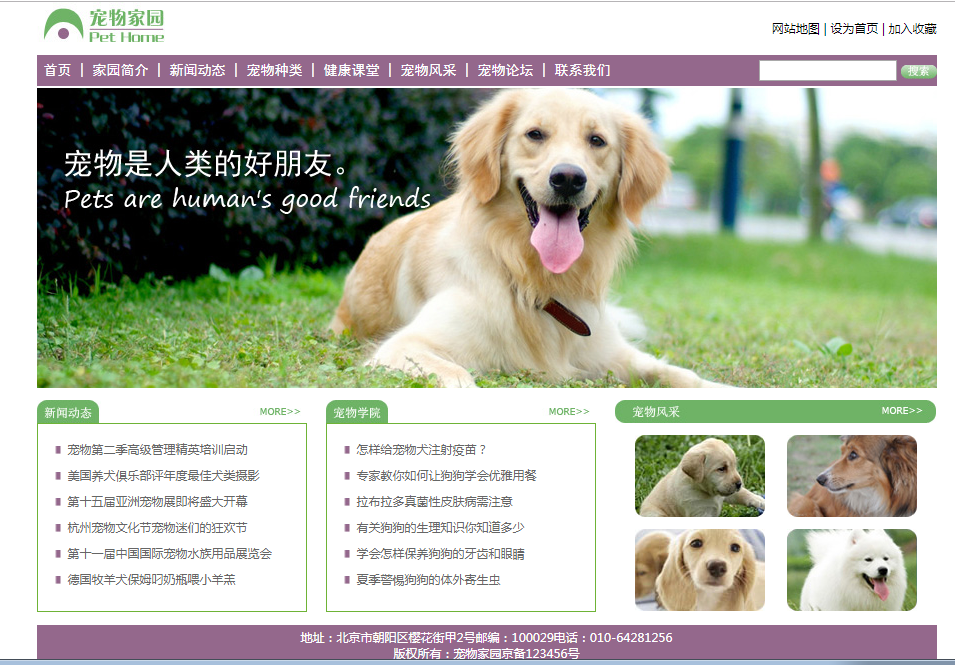 宠物家园
Pet Home
网站地图 | 设为首页 | 加入收藏
首页 | 家园简介 | 新闻动态 | 宠物种类 | 健康课堂 | 宠物风采 | 宠物论坛 | 联系我们
搜索
宠物是人类的好朋友。
Pets are human's good friends
新闻动态 MORE>>
宠物第二季高级管理精英培训启动
美国养犬俱乐部评年度最佳犬类摄影
第十五届亚洲宠物展即将盛大开幕
杭州宠物文化节宠物迷们的狂欢节
第十一届中国国际宠物水族用品展览会
德国牧羊犬保姆叼奶瓶喂小羊羔
宠物学院 MORE>>
怎样给宠物犬注射疫苗？
专家教你如何让狗狗学会优雅用餐
拉布拉多真菌性皮肤病需注意
有关狗狗的生理知识你知道多少
学会怎样保养狗狗的牙齿和眼睛
夏季警惕狗狗的体外寄生虫
宠物风采 MORE>>
地址：北京市朝阳区樱花街甲2号邮编：100029电话：010-64281256
版权所有：宠物家园京备123456号